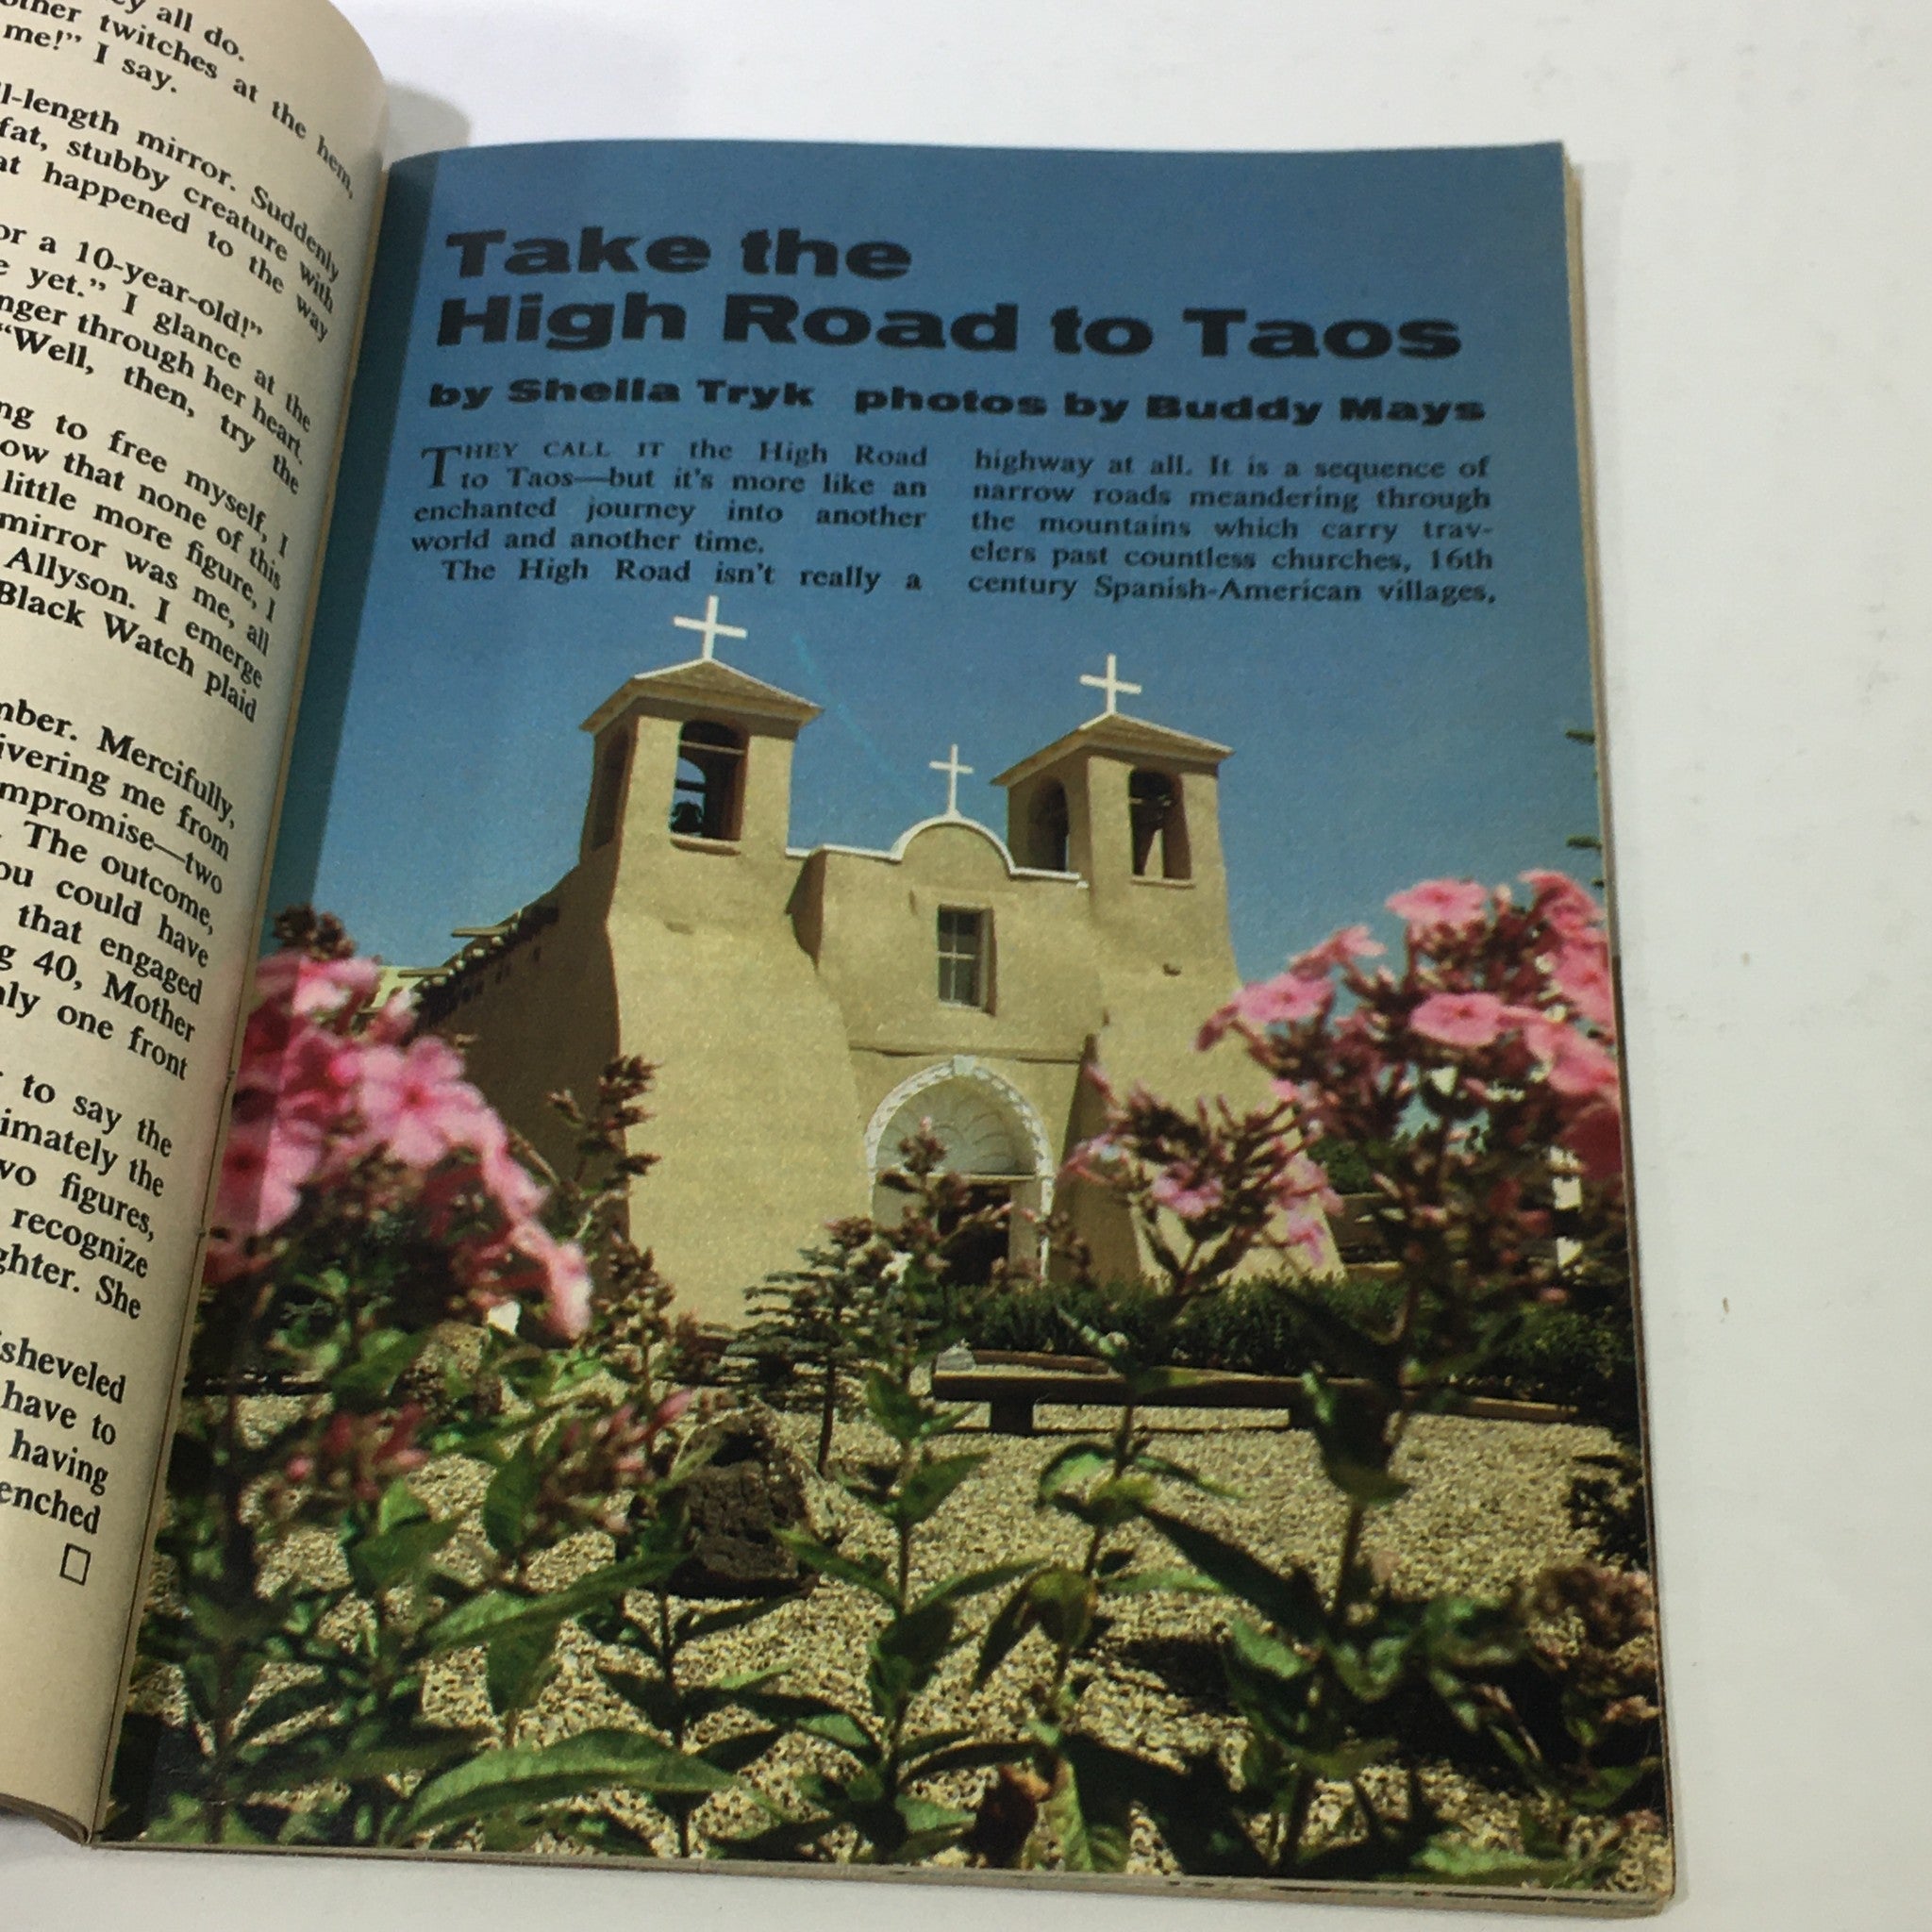 ey all do.
other twitches at the hem,
me!” I say.
l-length mirror. Suddenly
fat, stubby creature with
at happened to the way
or a 10-year-old!”
e yet.” I glance at the
nger through her heart.
“Well, then, try the
ng to free myself, I
ow that none of this
little more figure, I
mirror was me, all
Allyson. I emerge
Black Watch plaid
mber. Mercifully,
ivering me from
mpromise—two
. The outcome,
ou could have
that engaged
g 40, Mother
nly one front
to say the
imately the
wo figures,
recognize
ghter. She
isheveled
have to
having
enched
Take the
High Road to Taos
by Sheila Tryk photos by Buddy Mays
THEY CALL IT the High Road
to Taos—but it's more like an
enchanted journey into another
world and another time.
The High Road isn't really a
highway at all. It is a sequence of
narrow roads meandering through
the mountains which carry trav-
elers past countless churches, 16th
century Spanish-American villages,